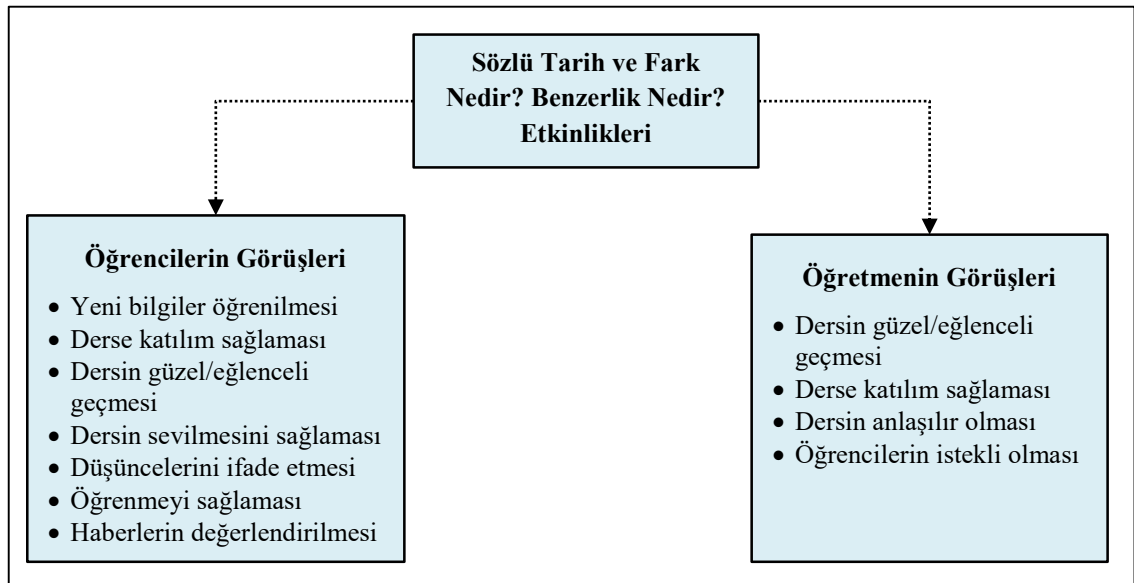 Sözlü Tarih ve Fark
Nedir? Benzerlik Nedir?
Etkinlikleri
Öğrencilerin Görüşleri
• Yeni bilgiler öğrenilmesi
• Derse katılım sağlaması
• Dersin güzel/eğlenceli
geçmesi
• Dersin sevilmesini sağlaması
• Düşüncelerini ifade etmesi
• Öğrenmeyi sağlaması
• Haberlerin değerlendirilmesi
Öğretmenin Görüşleri
• Dersin güzel/eğlenceli
geçmesi
• Derse katılım sağlaması
• Dersin anlaşılır olması
• Öğrencilerin istekli olması